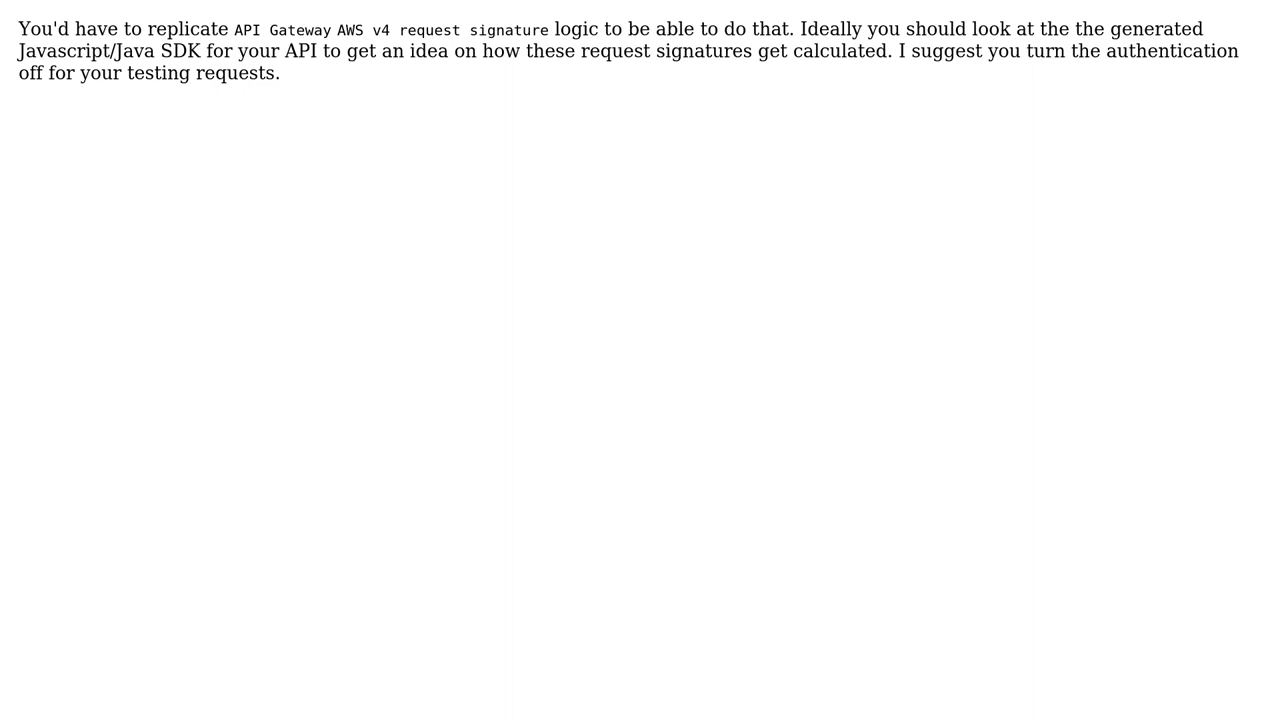 You'd have to replicate API Gateway AWS v4 request signature logic to be able to do that. Ideally you should look at the the generated
Javascript/Java SDK for your API to get an idea on how these request signatures get calculated. I suggest you turn the authentication
off for your testing requests.